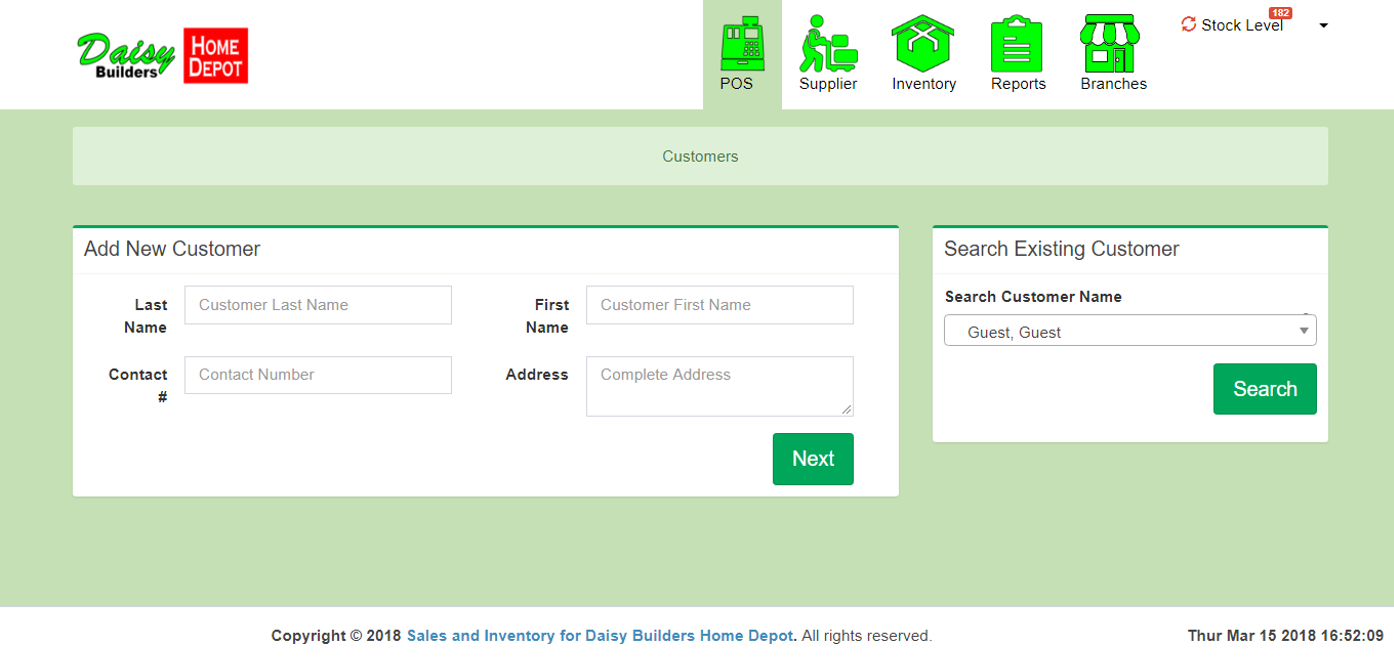 Daisy
Builders
HOME
DEPOT
POS
Supplier
Inventory
Reports
Branches
Stock Level
182
Customers
Add New Customer
Last Name
Customer Last Name
First Name
Customer First Name
Contact #
Contact Number
Address
Complete Address
Next
Search Existing Customer
Search Customer Name
Guest, Guest
Search
Copyright © 2018 Sales and Inventory for Daisy Builders Home Depot. All rights reserved.
Thur Mar 15 2018 16:52:09